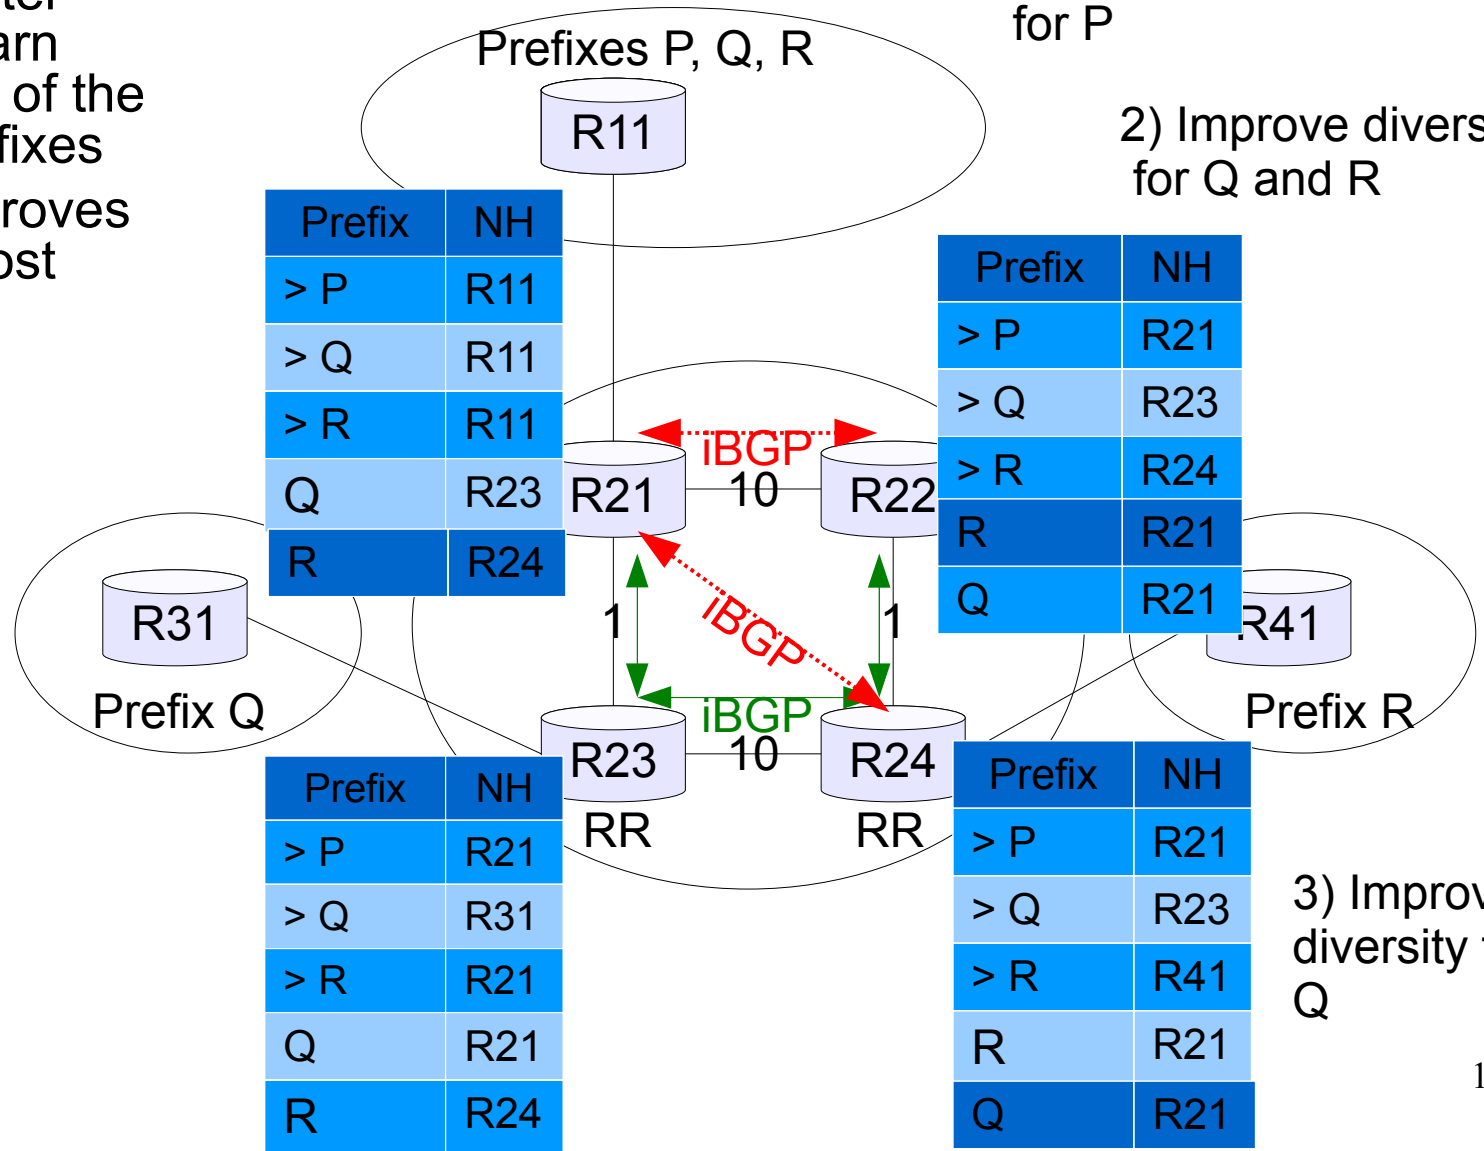 arn
of the
fixes
roves
ost
for P
2) Improve
for Q and R
Prefixes P, Q, R
R11
Prefix NH
> P R11
> Q R11
> R R11
Q R23
R R24
Prefix NH
> P R21
> Q R23
> R R24
R R21
Q R21
iBGP
R21
10
R22
1
iBGP
1
R31
R41
Prefix Q
Prefix R
iBGP
R23
10
R24
RR
RR
Prefix NH
> P R21
> Q R31
> R R21
Q R21
R R24
Prefix NH
> P R21
> Q R23
> R R41
R R21
Q R21
3)
diversity
Q
1